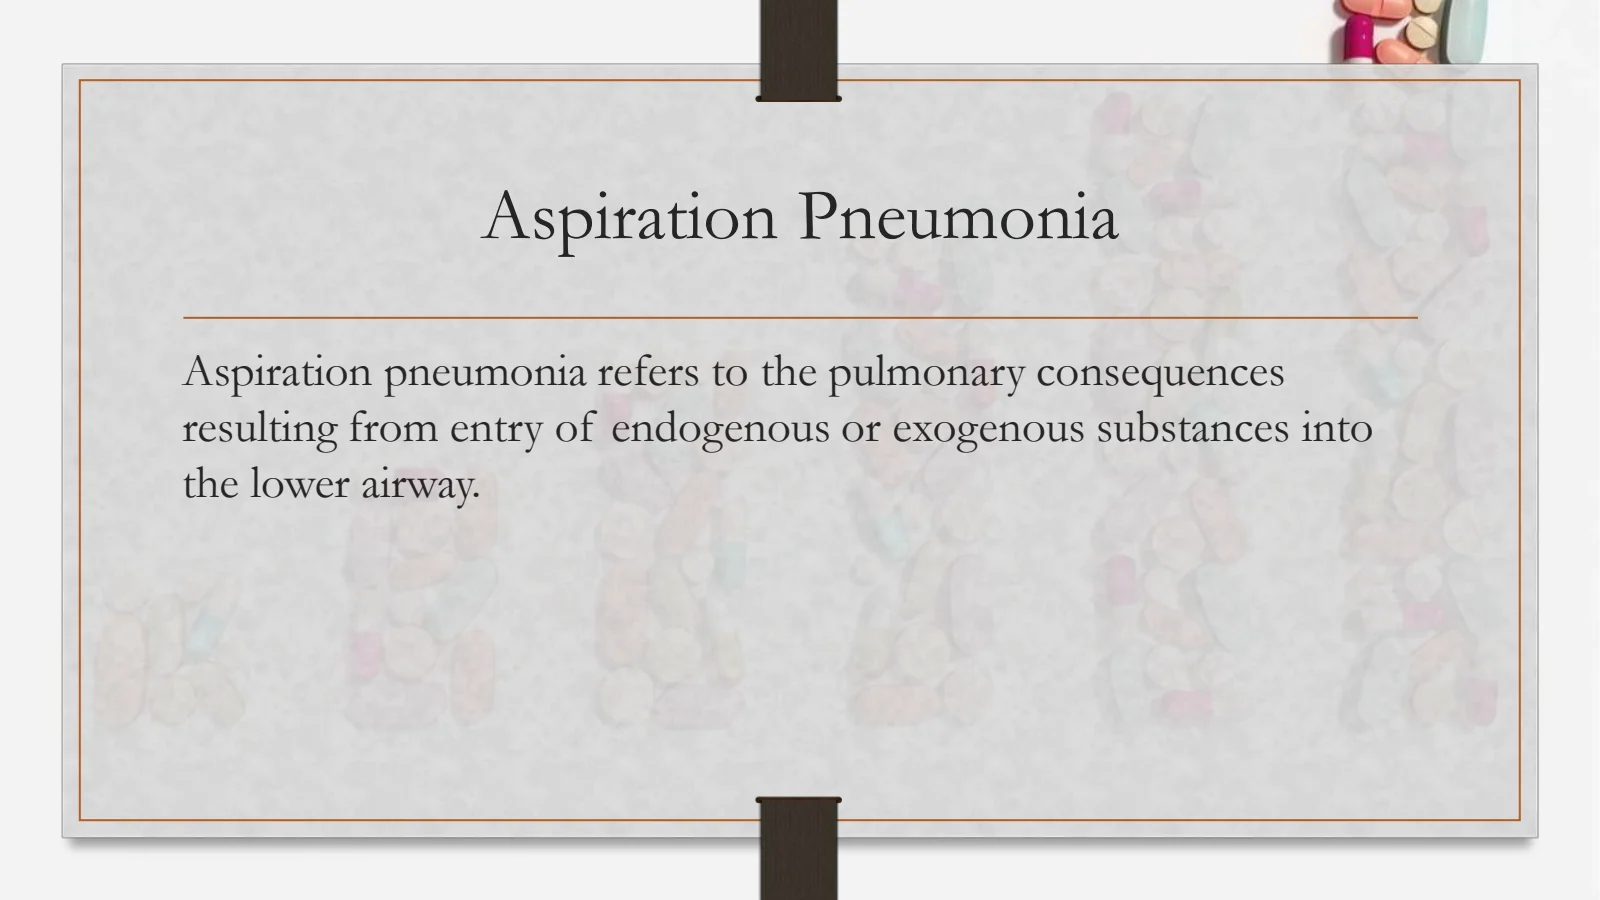 Aspiration Pneumonia
Aspiration pneumonia refers to the pulmonary consequences
resulting from entry of endogenous or exogenous substances into
the lower airway.